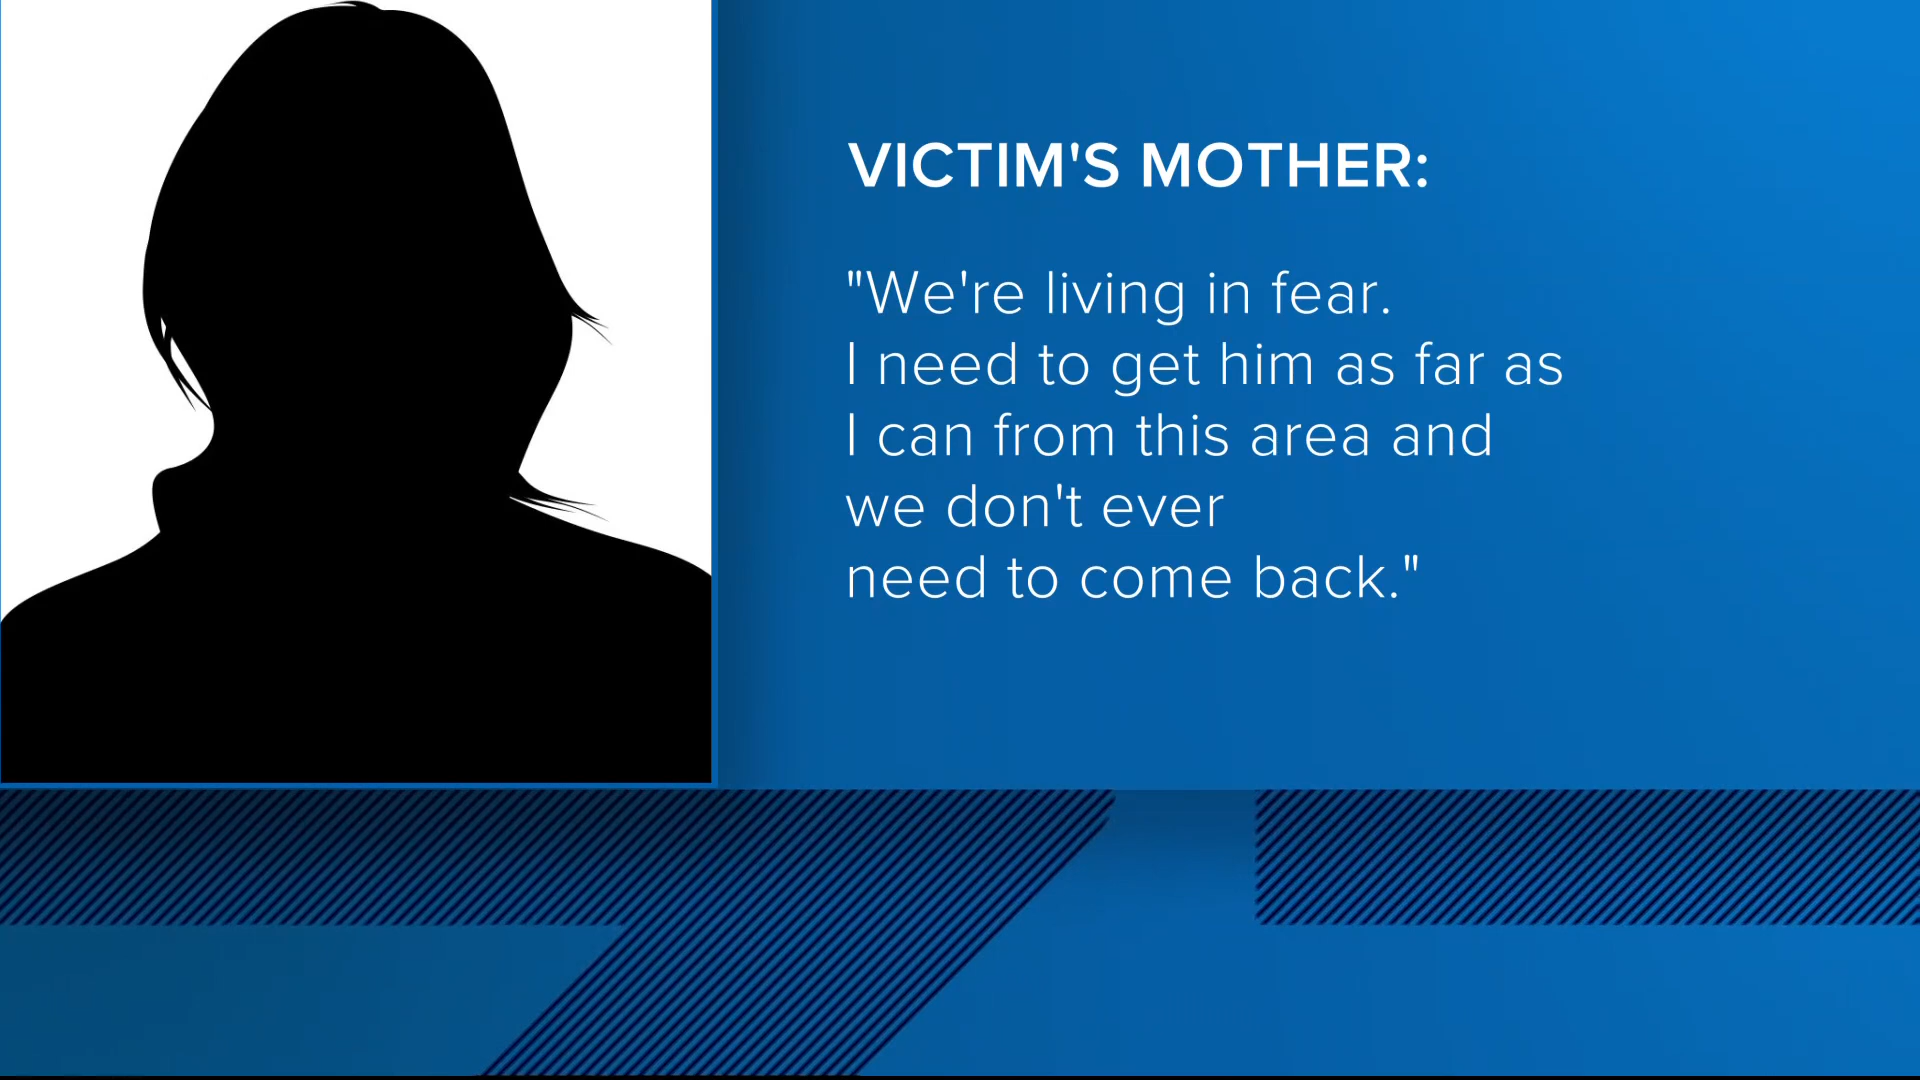 VICTIM'S MOTHER:
"We're living in fear.
I need to get him as far as
I can from this area and
we don't ever
need to come back."